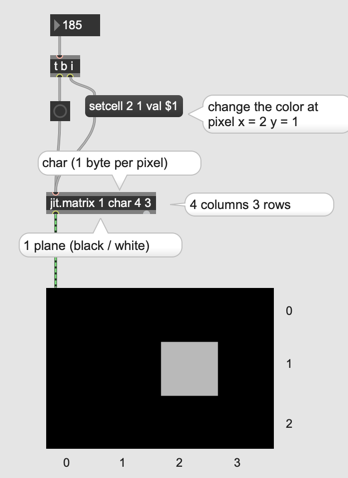 185
t b i
setcell 2 1 val $1
change the color at
pixel x = 2 y = 1
char (1 byte per pixel)
jit.matrix 1 char 4 3
4 columns 3 rows
1 plane (black / white)
0
1
2
0 1 2 3